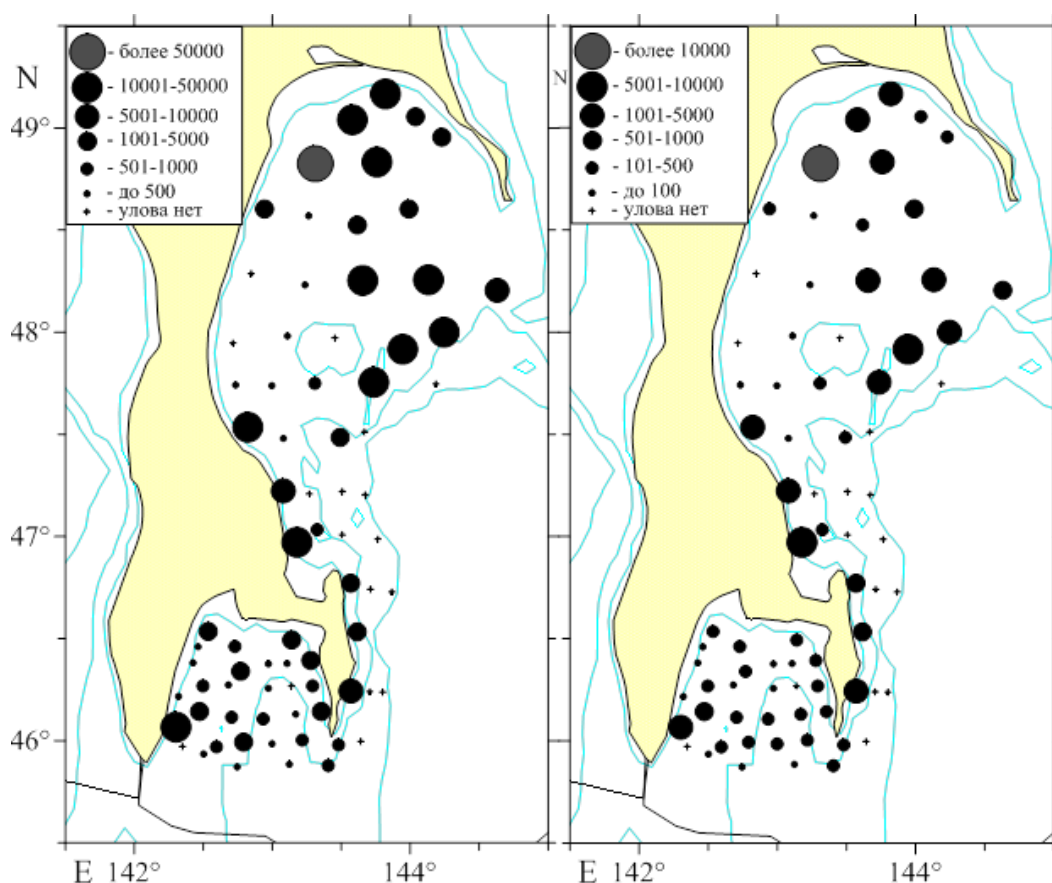 - более 50000
- 10001-50000
- 5001-10000
- 1001-5000
- 501-1000
- до 500
- улова нет
N
49°
48°
47°
46°
E 142°
144°
- более 10000
- 5001-10000
- 1001-5000
- 501-1000
- 101-500
- до 100
- улова нет
N
E 142°
144°